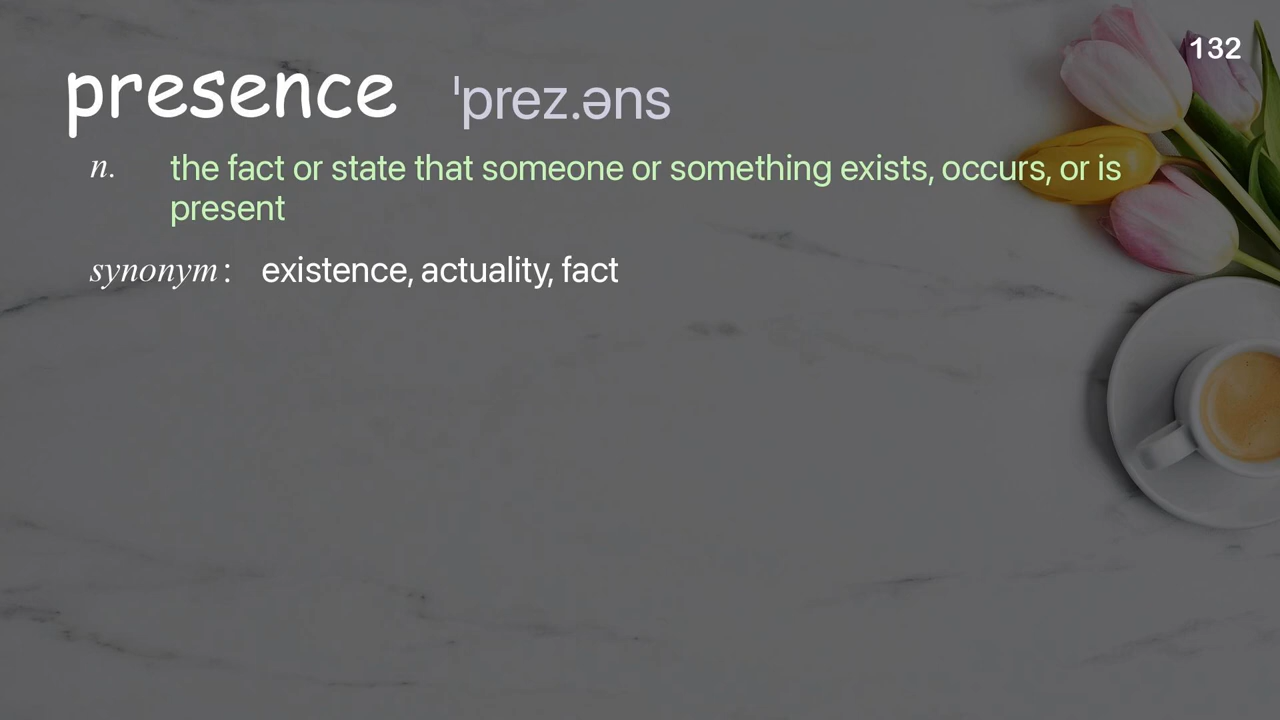 132
presence ˈprez.əns
n. the fact or state that someone or something exists, occurs, or is
present
synonym: existence, actuality, fact